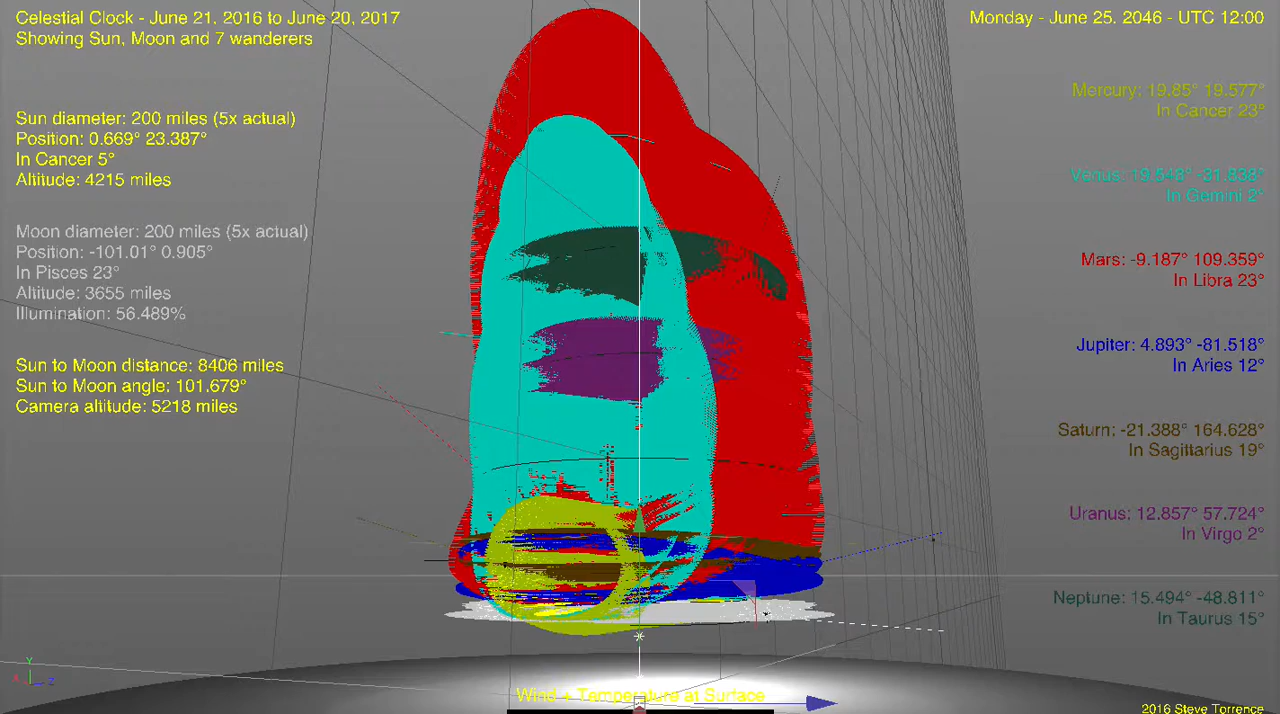 Celestial Clock - June 21, 2016 to June 20, 2017
Showing Sun, Moon and 7 wanderers
Monday - June 25, 2046 - UTC 12:00
Sun diameter: 200 miles (5x actual)
Position: 0.669° 23.387°
In Cancer 5°
Altitude: 4215 miles
Moon diameter: 200 miles (5x actual)
Position: -101.01° 0.905°
In Pisces 23°
Altitude: 3655 miles
Illumination: 56.489%
Sun to Moon distance: 8406 miles
Sun to Moon angle: 101.679°
Camera altitude: 5218 miles
Mercury: 19.85° 19.577°
In Cancer 23°
Venus: 19.548° -31.838°
In Gemini 2°
Mars: -9.187° 109.359°
In Libra 23°
Jupiter: 4.893° -81.518°
In Aries 12°
Saturn: -21.388° 164.628°
In Sagittarius 19°
Uranus: 12.857° 57.724°
In Virgo 2°
Neptune: 15.494° -48.811°
In Taurus 15°
Y
X Z
Wind + Temperature at Surface
2016 Steve Torrence